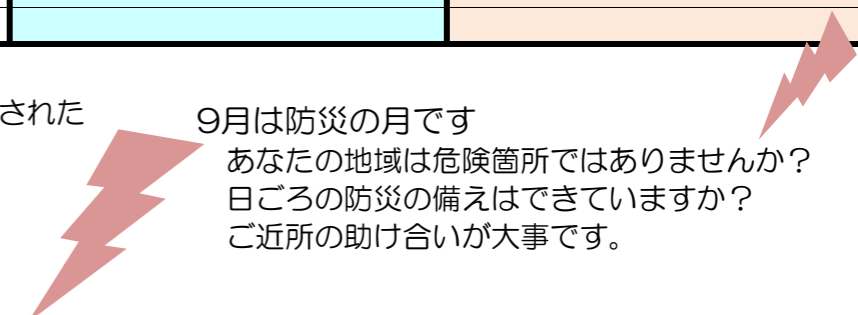 された
9月は防災の月です
あなたの地域は危険箇所ではありませんか？
日ごろの防災の備えはできていますか？
ご近所の助け合いが大事です。